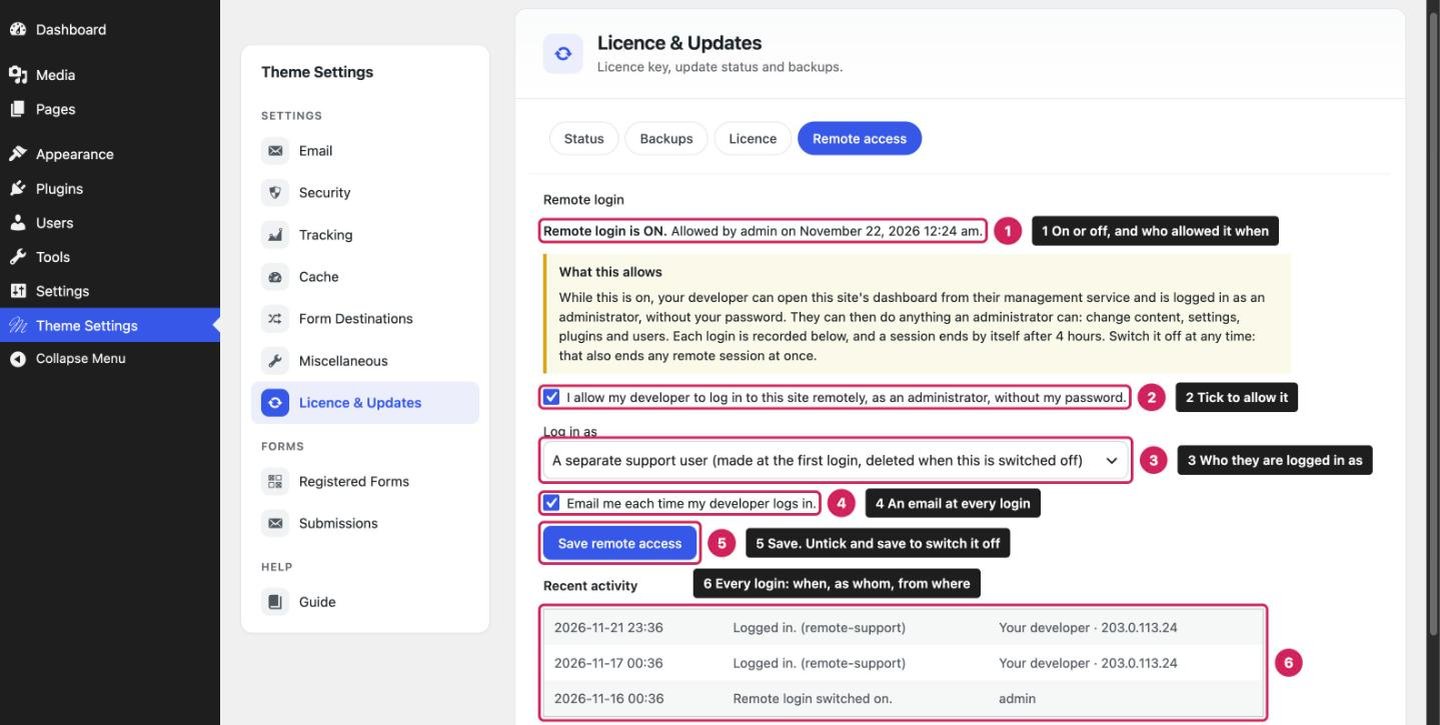 Dashboard
Media
Pages
Appearance
Plugins
Users
Tools
Settings
Theme Settings
Collapse Menu
Theme Settings
SETTINGS
Email
Security
Tracking
Cache
Form Destinations
Miscellaneous
Licence & Updates
FORMS
Registered Forms
Submissions
HELP
Guide
Licence & Updates
Licence key, update status and backups.
Status
Backups
Licence
Remote access
Remote login
Remote login is ON. Allowed by admin on November 22, 2026 12:24 am.
1
1 On or off, and who allowed it when
What this allows
While this is on, your developer can open this site's dashboard from their management service and is logged in as an
administrator, without your password. They can then do anything an administrator can: change content, settings,
plugins and users. Each login is recorded below, and a session ends by itself after 4 hours. Switch it off at any time:
that also ends any remote session at once.
I allow my developer to log in to this site remotely, as an administrator, without my password.
2
2 Tick to allow it
Log in as
A separate support user (made at the first login, deleted when this is switched off)
3
3 Who they are logged in as
Email me each time my developer logs in.
4
4 An email at every login
Save remote access
5
5 Save. Untick and save to switch it off
Recent activity
6 Every login: when, as whom, from where
2026-11-21 23:36 Logged in. (remote-support) Your developer · 203.0.113.24
2026-11-17 00:36 Logged in. (remote-support) Your developer · 203.0.113.24
6
2026-11-16 00:36 Remote login switched on. admin